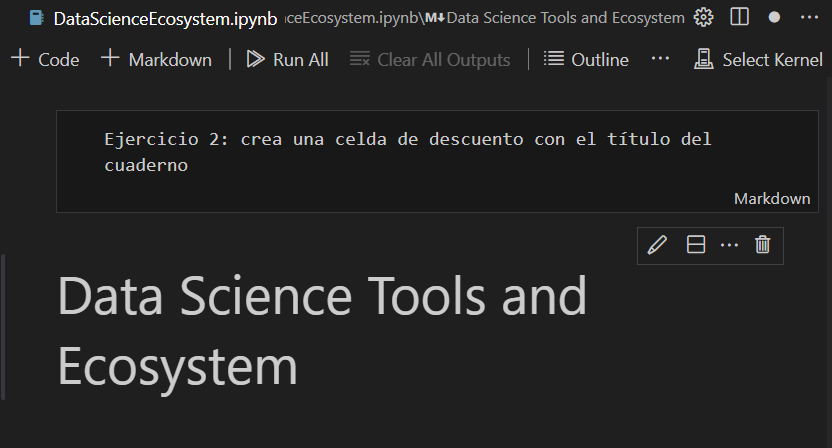 DataScienceEcosystem.ipynb ceEcosystem.ipynb\M↓Data Science Tools and Ecosystem ...
+ Code + Markdown Run All Clear All Outputs Outline ... Select Kernel
Ejercicio 2: crea una celda de descuento con el título del
cuaderno
Markdown
Data Science Tools and
Ecosystem